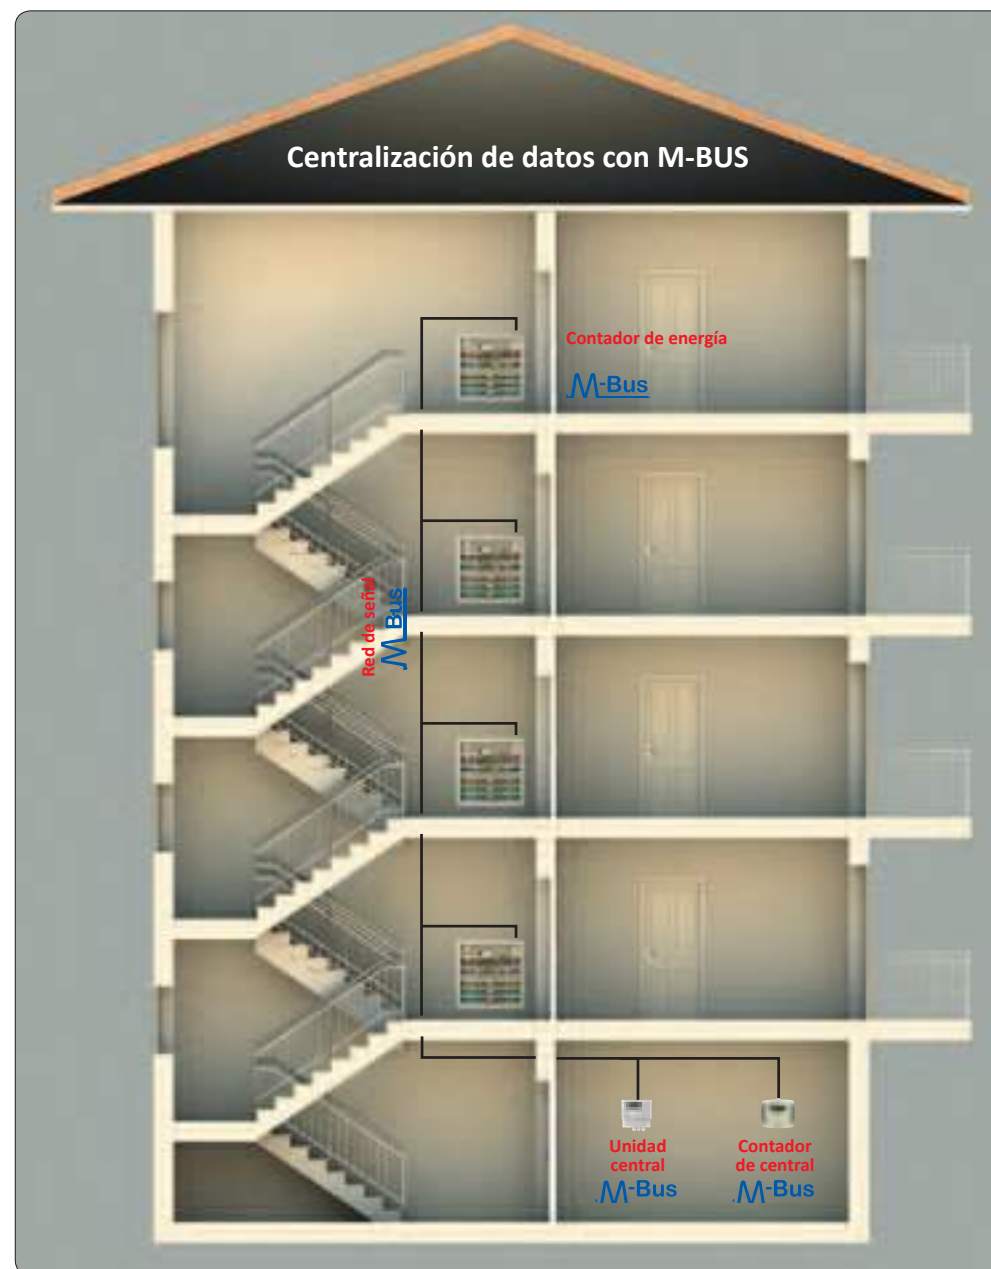 Centralización de datos con M-BUS
Contador de energía
M-Bus
Red de señal
M-Bus
Unidad
central
M-Bus
Contador
de central
M-Bus